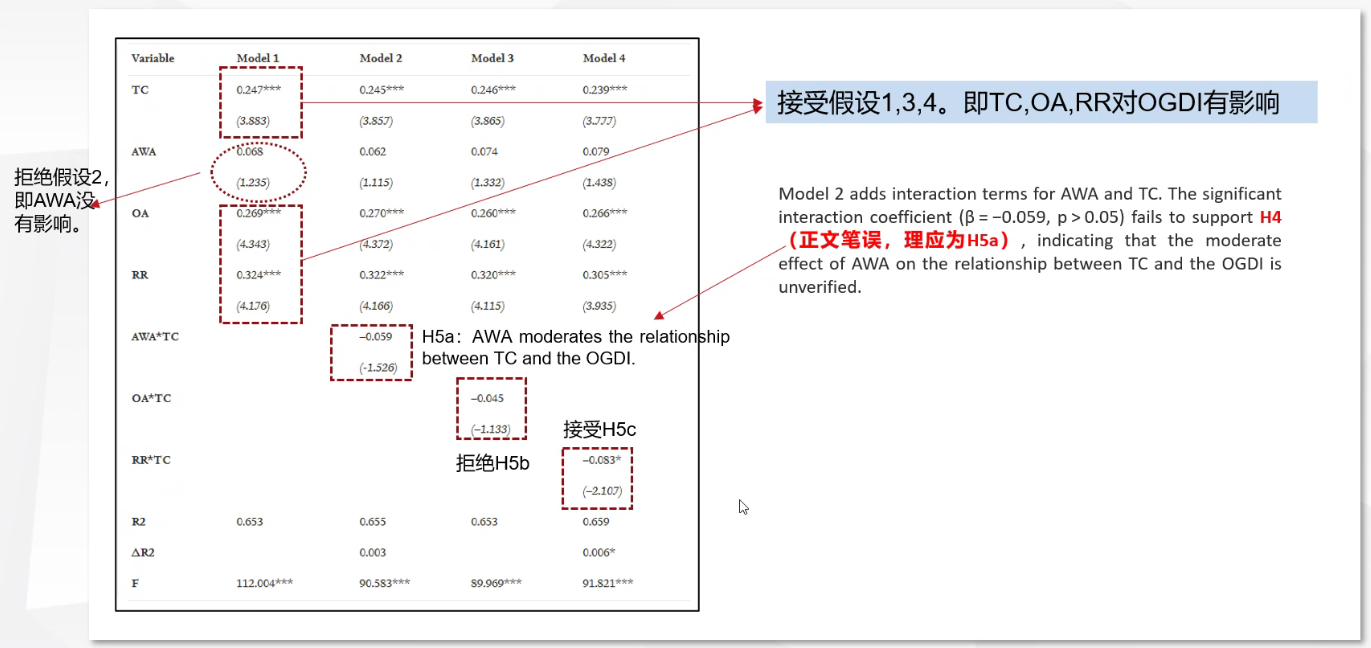 Variable Model 1 Model 2 Model 3 Model 4
TC 0.247*** 0.245*** 0.246*** 0.239***
(3.883) (3.857) (3.865) (3.777)
AWA 0.068 0.062 0.074 0.079
(1.235) (1.115) (1.332) (1.438)
OA 0.269*** 0.270*** 0.260*** 0.266***
(4.343) (4.372) (4.161) (4.322)
RR 0.324*** 0.322*** 0.320*** 0.305***
(4.176) (4.166) (4.115) (3.935)
AWA*TC –0.059
(-1.526)
OA*TC –0.045
(–1.133)
RR*TC –0.083*
(–2.107)
R2 0.653 0.655 0.653 0.659
ΔR2 0.003 0.006*
F 112.004*** 90.583*** 89.969*** 91.821***
拒绝假设2,
即AWA没
有影响。
H5a：AWA moderates the relationship
between TC and the OGDI.
拒绝H5b
接受H5c
接受假设1,3,4。即TC,OA,RR对OGDI有影响
Model 2 adds interaction terms for AWA and TC. The significant
interaction coefficient (β = −0.059, p > 0.05) fails to support H4
（正文笔误，理应为H5a）, indicating that the moderate
effect of AWA on the relationship between TC and the OGDI is
unverified.